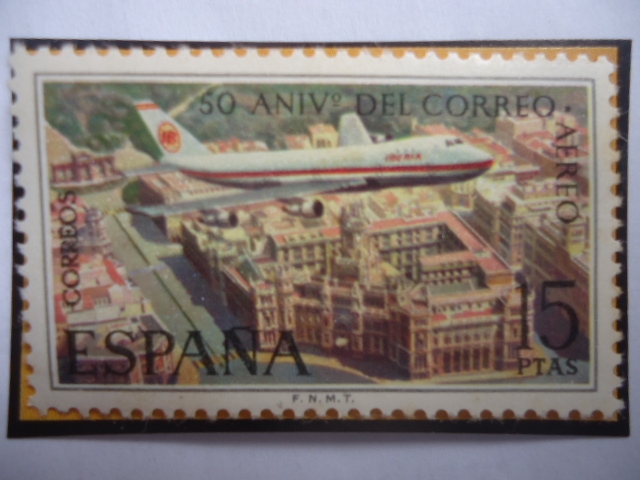 50 ANIVº DEL CORREO · AEREO
IBERIA
CORREOS
15
PTAS
ESPAÑA
F. N. M. T.